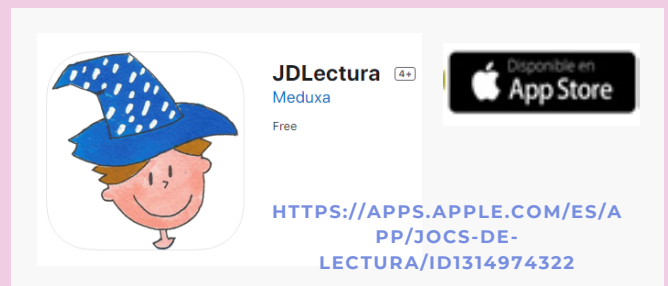 JDLectura 4+
Meduxa
Free
Disponible en
App Store
HTTPS://APPS.APPLE.COM/ES/A
PP/JOCS-DE-
LECTURA/ID1314974322